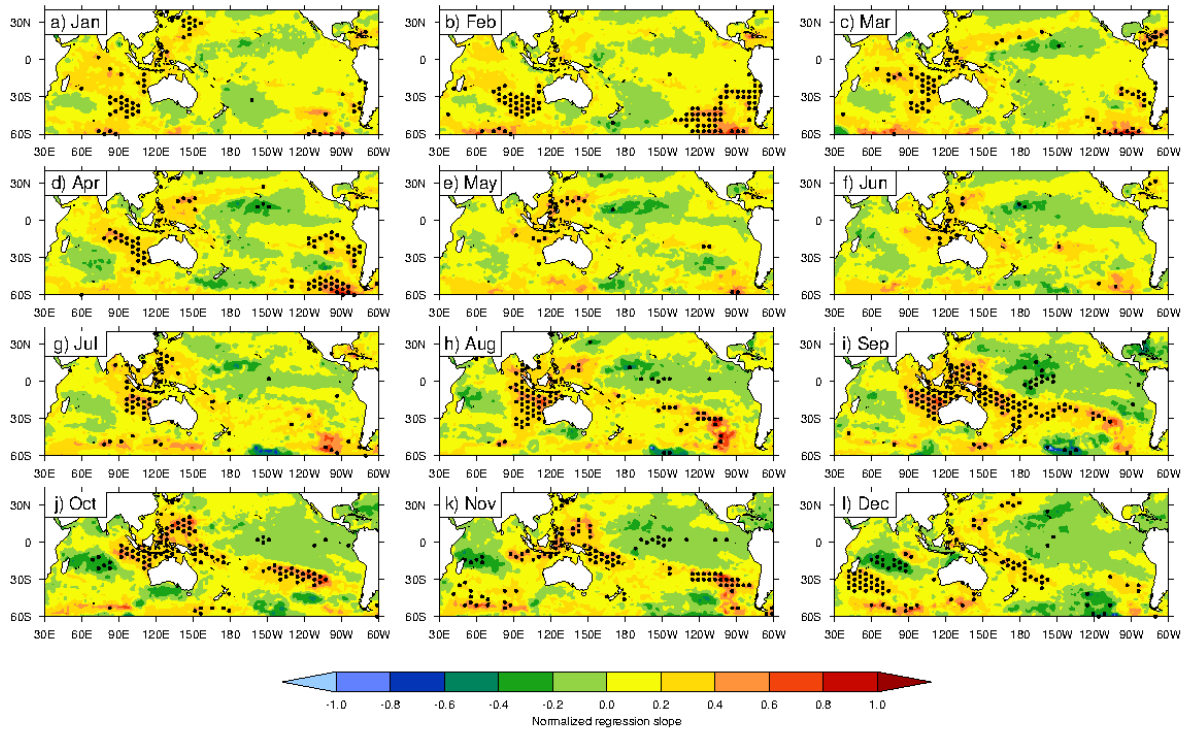 a) Jan b) Feb c) Mar
30N 30N 30N
0 0 0
30S 30S 30S
60S 60S 60S
30E 60E 90E 120E 150E 180 150W 120W 90W 60W 30E 60E 90E 120E 150E 180 150W 120W 90W 60W 30E 60E 90E 120E 150E 180 150W 120W 90W 60W
d) Apr e) May f) Jun
30N 30N 30N
0 0 0
30S 30S 30S
60S 60S 60S
30E 60E 90E 120E 150E 180 150W 120W 90W 60W 30E 60E 90E 120E 150E 180 150W 120W 90W 60W 30E 60E 90E 120E 150E 180 150W 120W 90W 60W
g) Jul h) Aug i) Sep
30N 30N 30N
0 0 0
30S 30S 30S
60S 60S 60S
30E 60E 90E 120E 150E 180 150W 120W 90W 60W 30E 60E 90E 120E 150E 180 150W 120W 90W 60W 30E 60E 90E 120E 150E 180 150W 120W 90W 60W
j) Oct k) Nov l) Dec
30N 30N 30N
0 0 0
30S 30S 30S
60S 60S 60S
30E 60E 90E 120E 150E 180 150W 120W 90W 60W 30E 60E 90E 120E 150E 180 150W 120W 90W 60W 30E 60E 90E 120E 150E 180 150W 120W 90W 60W
-1.0 -0.8 -0.6 -0.4 -0.2 0.0 0.2 0.4 0.6 0.8 1.0
Normalized regression slope